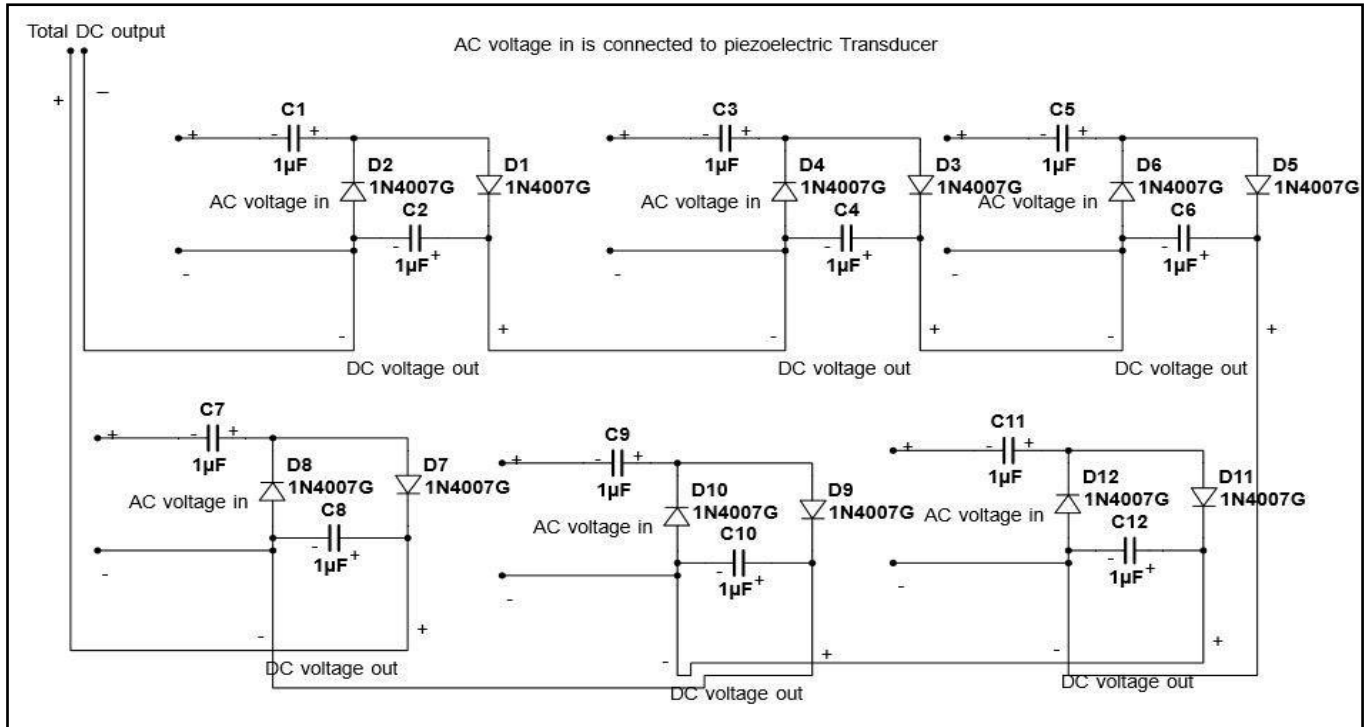 Total DC output
AC voltage in is connected to piezoelectric Transducer
+ –
C1 C3 C5
+ - + + - + + - +
1µF 1µF 1µF
D2 D1 D4 D3 D6 D5
1N4007G 1N4007G 1N4007G 1N4007G 1N4007G 1N4007G
AC voltage in AC voltage in AC voltage in
C2 C4 C6
- + - + - +
1µF 1µF 1µF
- - -
- + - + - +
DC voltage out DC voltage out DC voltage out
C7 C9 C11
+ - + + - + + - +
1µF 1µF 1µF
D8 D7 D10 D9 D12 D11
1N4007G 1N4007G 1N4007G 1N4007G 1N4007G 1N4007G
AC voltage in AC voltage in AC voltage in
C8 C10 C12
- + - + - +
1µF 1µF 1µF
- - -
- + - + - +
DC voltage out DC voltage out DC voltage out